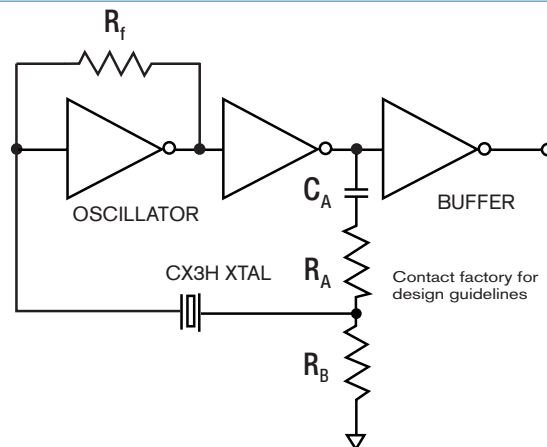 Rf
OSCILLATOR
CA
BUFFER
CX3H XTAL
RA
Contact factory for
design guidelines
RB